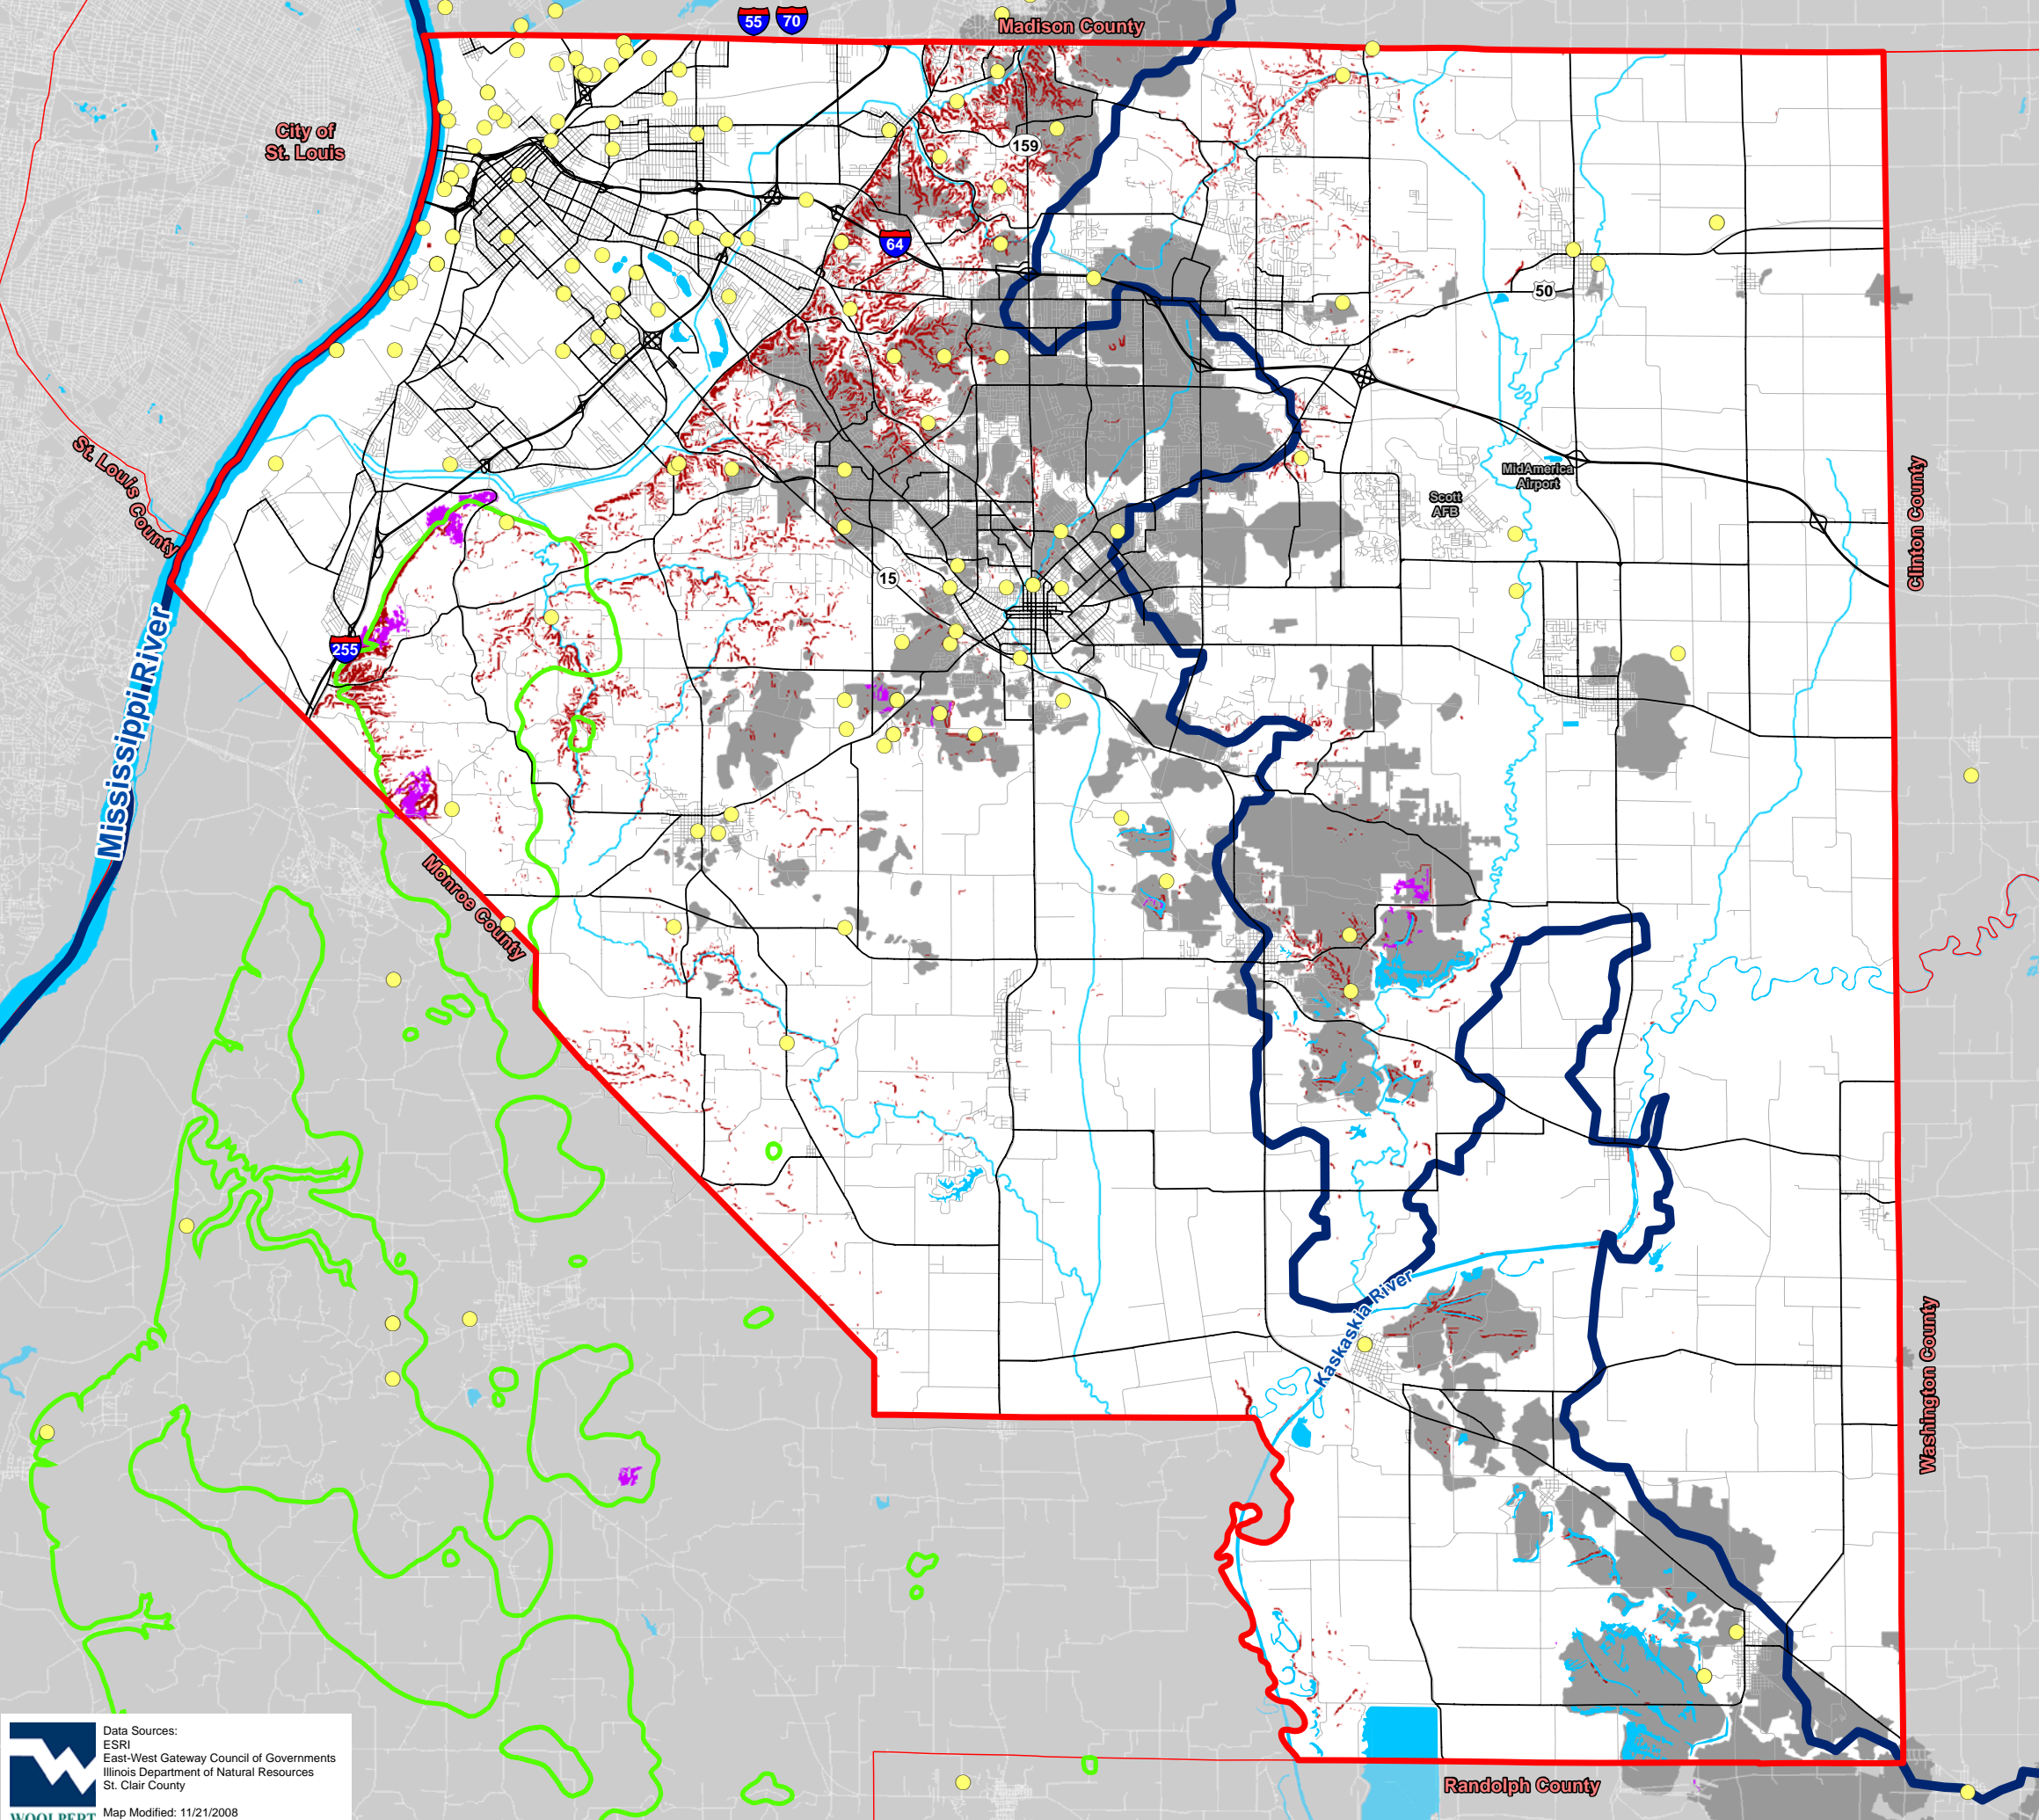 55
70
Madison County
City of
St. Louis
159
64
50
St. Louis County
MidAmerica
Airport
Scott
AFB
Clinton County
15
255
Mississippi River
Monroe County
Kaskaskia River
Washington County
Randolph County
Data Sources:
ESRI
East-West Gateway Council of Governments
Illinois Department of Natural Resources
St. Clair County
Map Modified: 11/21/2008
WOOLPERT